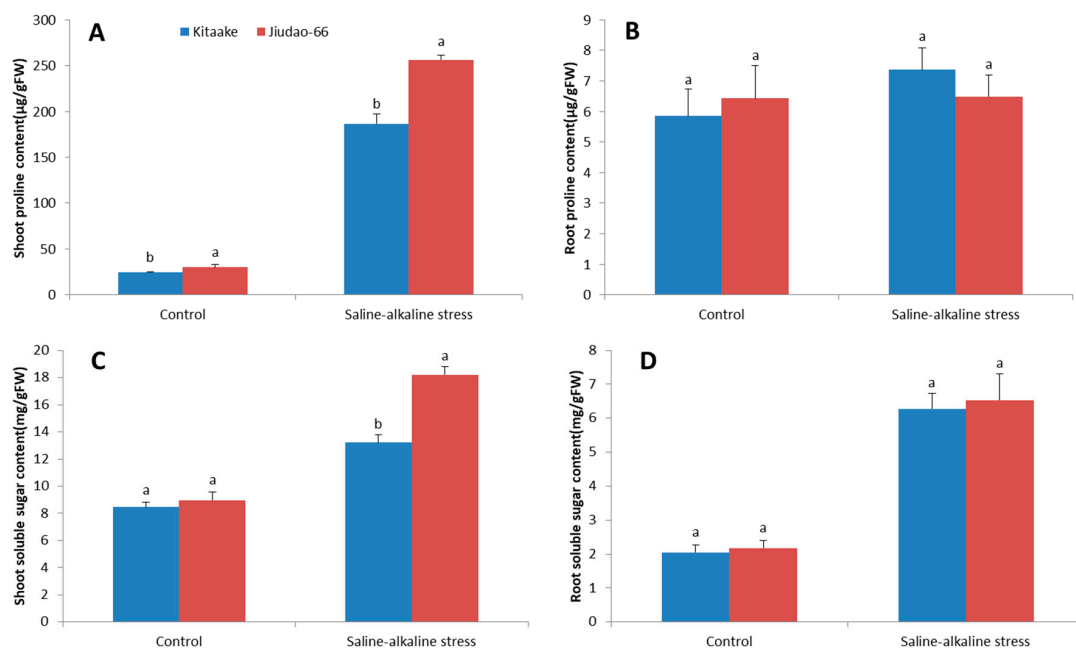 A
Kitaake
Jiudao-66
Shoot proline content(µg/gFW)
300
250
200
150
100
50
0
b
a
b
a
Control
Saline-alkaline stress
B
Root proline content(µg/gFW)
9
8
7
6
5
4
3
2
1
0
a
a
a
a
Control
Saline-alkaline stress
C
Shoot soluble sugar content(mg/gFW)
20
18
16
14
12
10
8
6
4
2
0
a
a
b
a
Control
Saline-alkaline stress
D
Root soluble sugar content(mg/gFW)
8
7
6
5
4
3
2
1
0
a
a
a
a
Control
Saline-alkaline stress